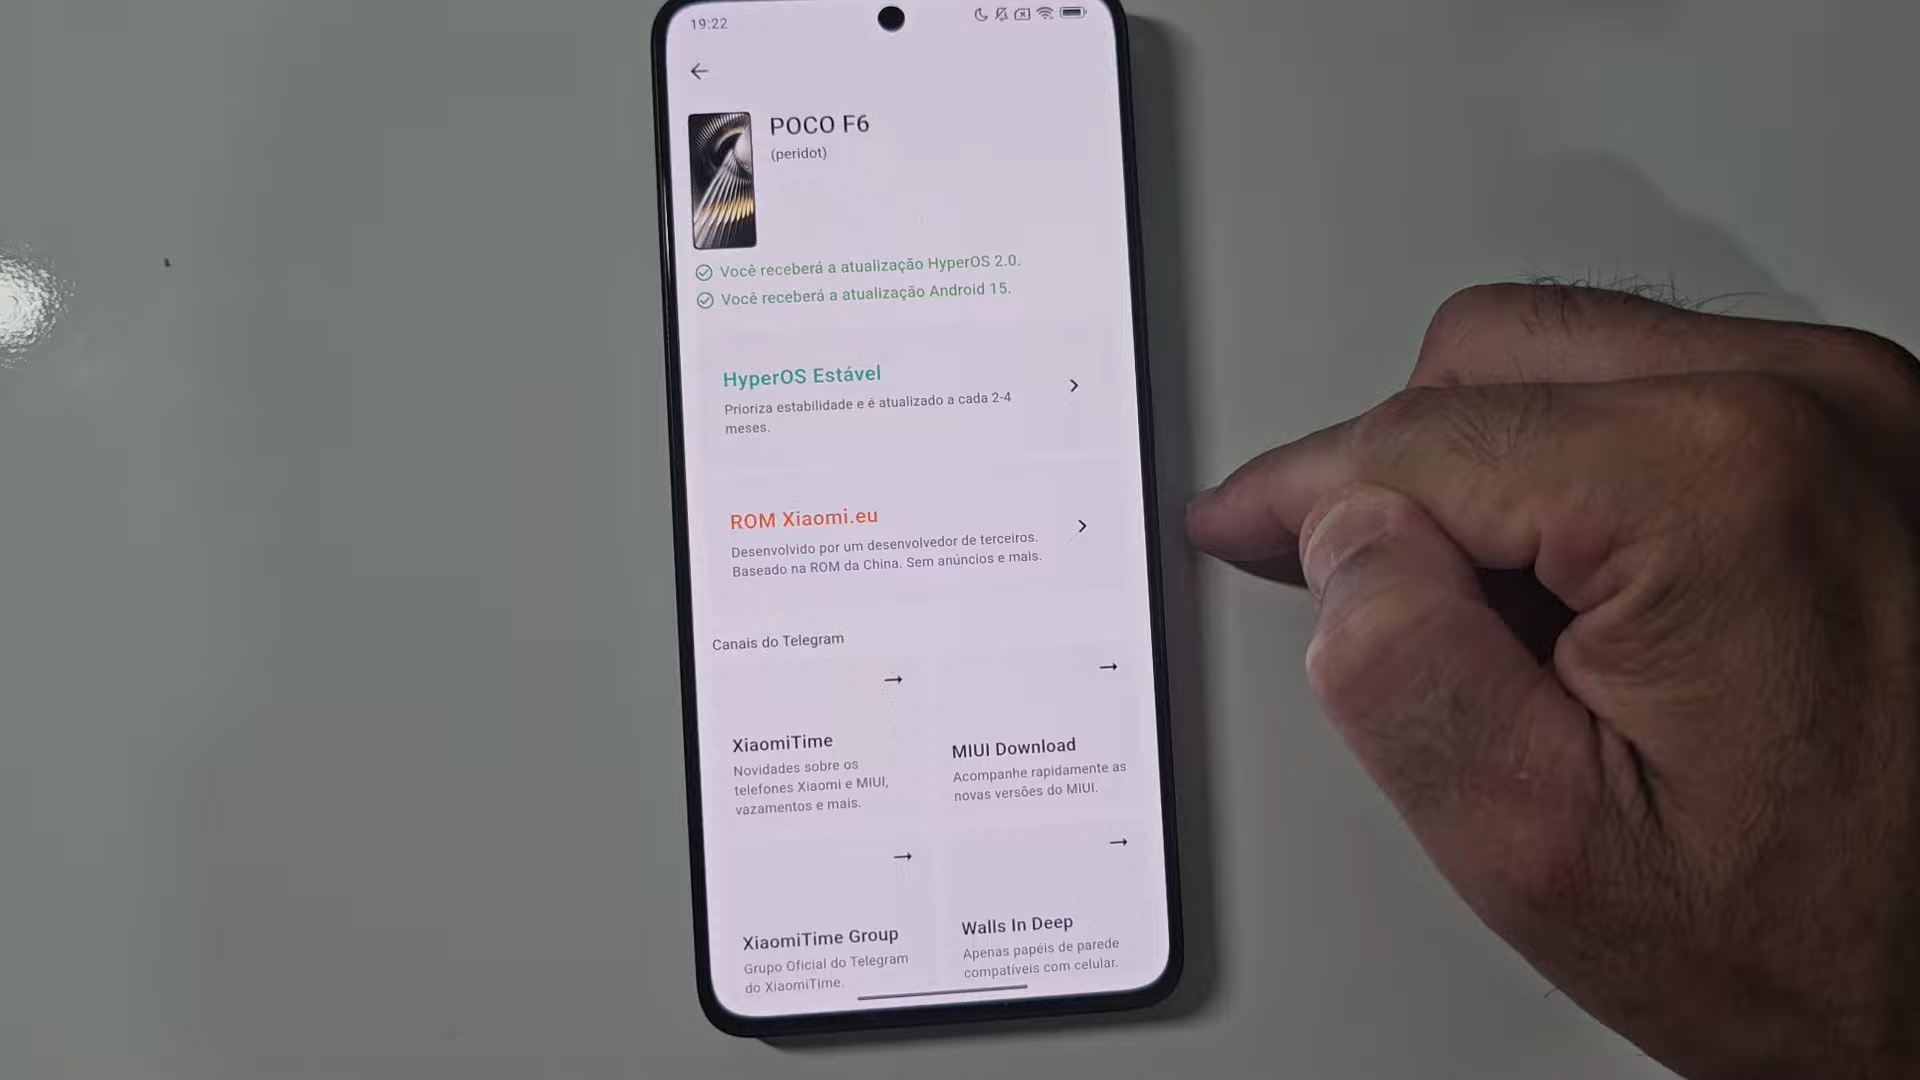 19:22
POCO F6
(peridot)
Você receberá a atualização HyperOS 2.0.
Você receberá a atualização Android 15.
HyperOS Estável
Prioriza estabilidade e é atualizado a cada 2-4
meses.
ROM Xiaomi.eu
Desenvolvido por um desenvolvedor de terceiros.
Baseado na ROM da China. Sem anúncios e mais.
Canais do Telegram
XiaomiTime
Novidades sobre os
telefones Xiaomi e MIUI,
vazamentos e mais.
MIUI Download
Acompanhe rapidamente as
novas versões do MIUI.
XiaomiTime Group
Grupo Oficial do Telegram
do XiaomiTime.
Walls In Deep
Apenas papéis de parede
compatíveis com celular.